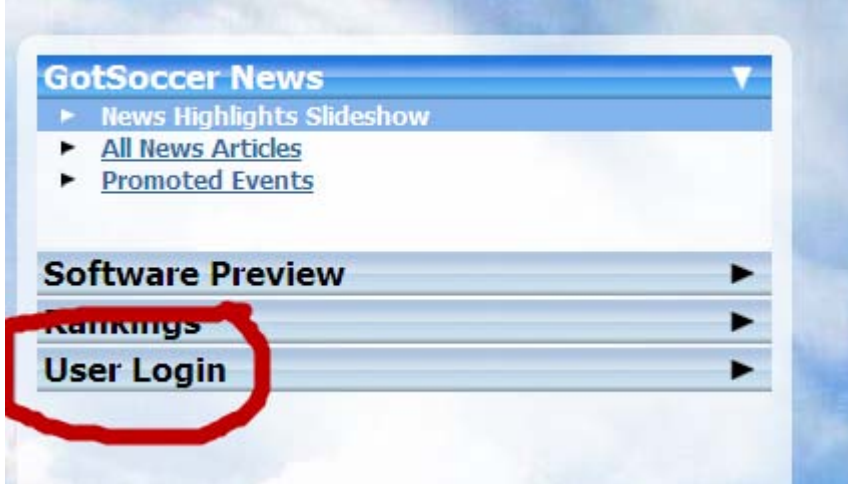 GotSoccer News
News Highlights Slideshow
All News Articles
Promoted Events
Software Preview
Rankings
User Login